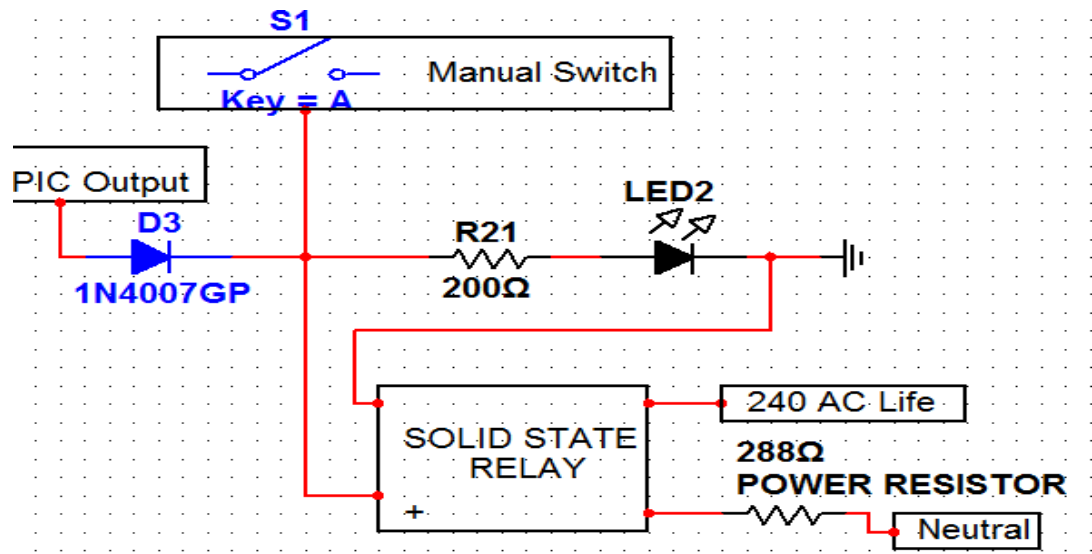 S1
Manual Switch
Key = A
PIC Output
D3
1N4007GP
R21
200Ω
LED2
SOLID STATE
RELAY
+
240 AC Life
288Ω
POWER RESISTOR
Neutral